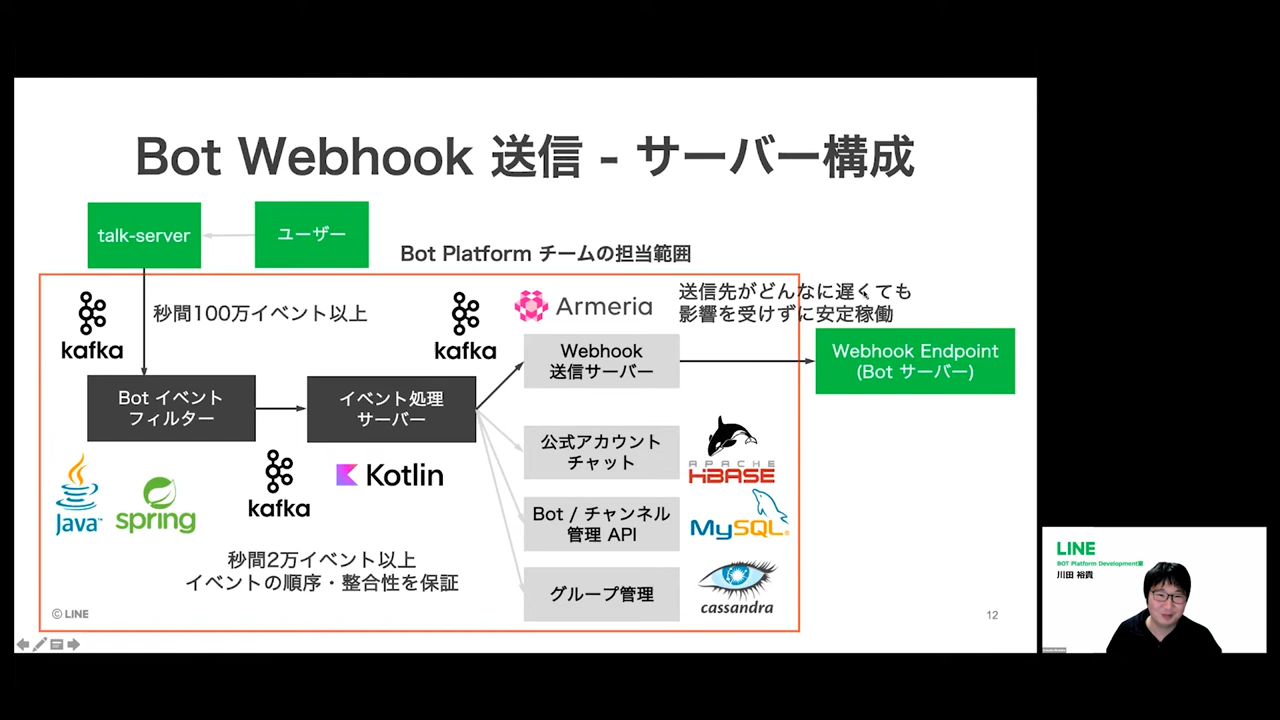 Bot Webhook 送信 - サーバー構成
talk-server
ユーザー
Bot Platform チームの担当範囲
kafka
秒間100万イベント以上
kafka
Armeria
送信先がどんなに遅くても
影響を受けずに安定稼働
Webhook
送信サーバー
Webhook Endpoint
(Bot サーバー)
Bot イベント
フィルター
イベント処理
サーバー
公式アカウント
チャット
APACHE
HBASE
Java
spring
kafka
Kotlin
Bot / チャンネル
管理 API
MySQL
秒間2万イベント以上
イベントの順序・整合性を保証
グループ管理
cassandra
© LINE
12
LINE
BOT Platform Development室
川田 裕貴